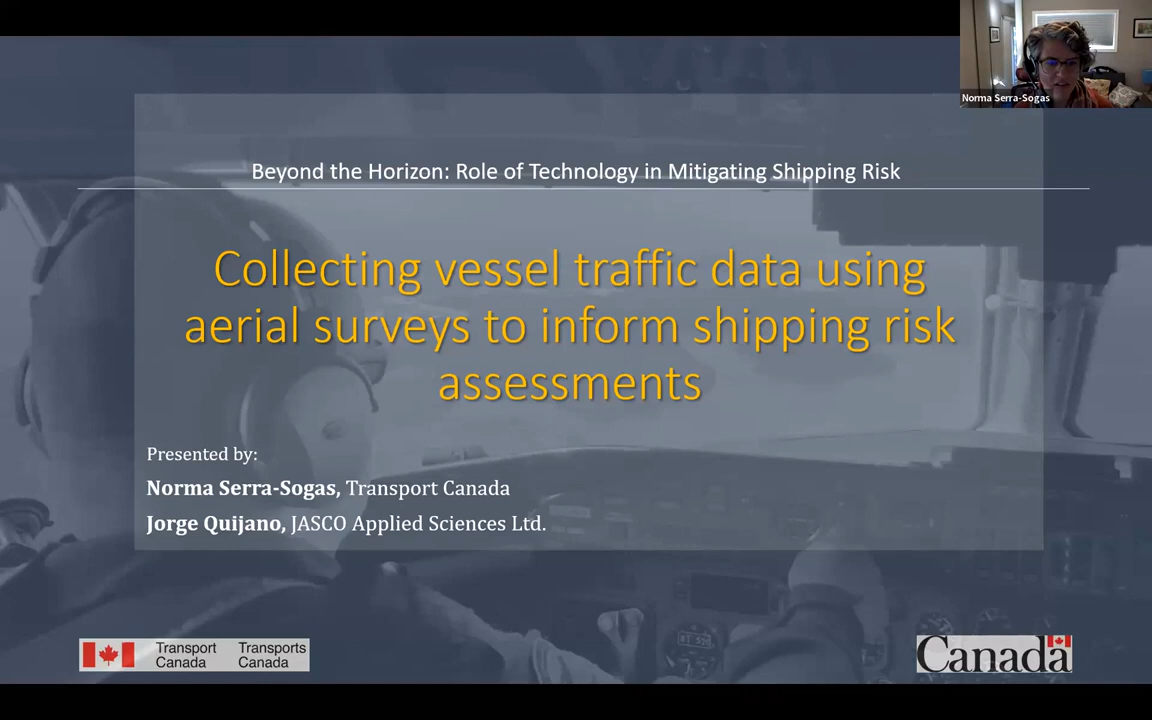 Norma Serra-Sogas
Beyond the Horizon: Role of Technology in Mitigating Shipping Risk
Collecting vessel traffic data using
aerial surveys to inform shipping risk
assessments
Presented by:
Norma Serra-Sogas, Transport Canada
Jorge Quijano, JASCO Applied Sciences Ltd.
Transport Canada
Transports Canada
Canada